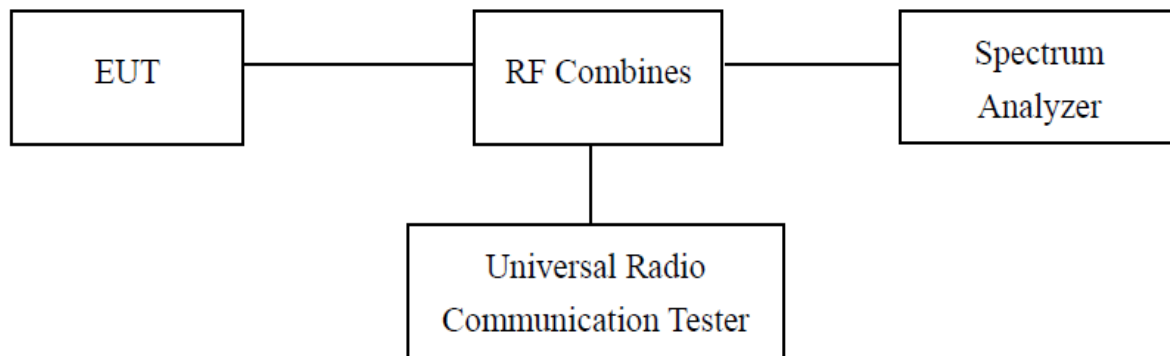 EUT
RF Combines
Spectrum
Analyzer
Universal Radio
Communication Tester